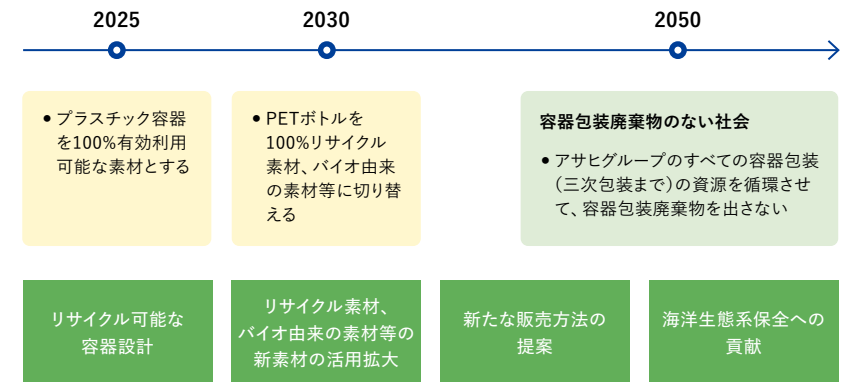 2025
2030
2050
• プラスチック容器
を100%有効利用
可能な素材とする
• PETボトルを
100%リサイクル
素材、バイオ由来
の素材等に切り替
える
容器包装廃棄物のない社会
• アサヒグループのすべての容器包装
（三次包装まで）の資源を循環させ
て、容器包装廃棄物を出さない
リサイクル可能な
容器設計
リサイクル素材、
バイオ由来の素材等の
新素材の活用拡大
新たな販売方法の
提案
海洋生態系保全への
貢献